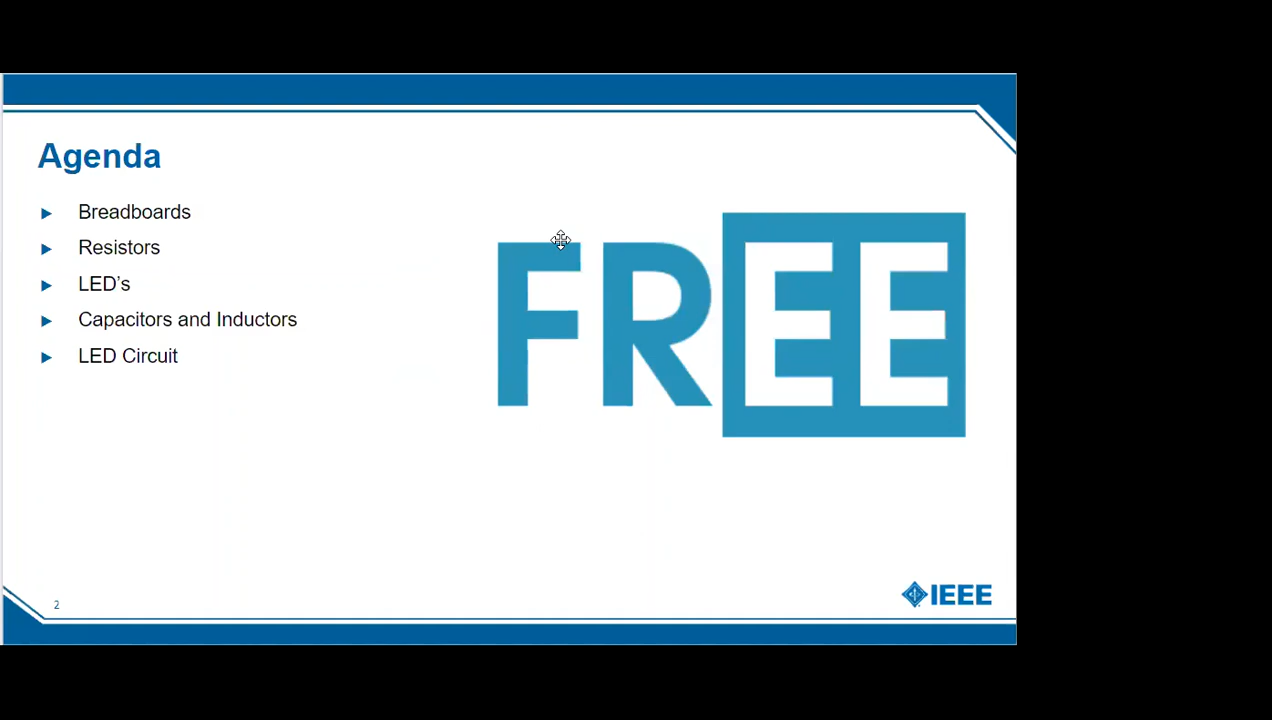 Agenda
Breadboards
Resistors
LED’s
Capacitors and Inductors
LED Circuit
FREE
2
IEEE